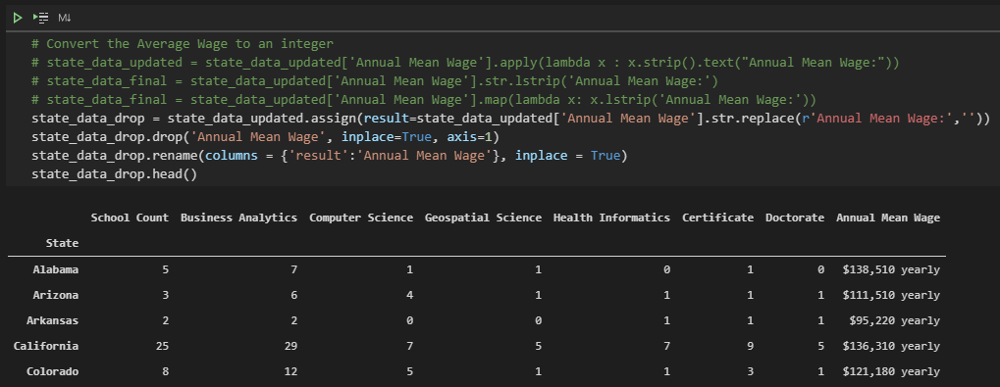 M↓
# Convert the Average Wage to an integer
# state_data_updated = state_data_updated['Annual Mean Wage'].apply(lambda x : x.strip().text("Annual Mean Wage:"))
# state_data_final = state_data_updated['Annual Mean Wage'].str.lstrip('Annual Mean Wage:')
# state_data_final = state_data_updated['Annual Mean Wage'].map(lambda x: x.lstrip('Annual Mean Wage:'))
state_data_drop = state_data_updated.assign(result=state_data_updated['Annual Mean Wage'].str.replace(r'Annual Mean Wage:',''))
state_data_drop.drop('Annual Mean Wage', inplace=True, axis=1)
state_data_drop.rename(columns = {'result':'Annual Mean Wage'}, inplace = True)
state_data_drop.head()
School Count Business Analytics Computer Science Geospatial Science Health Informatics Certificate Doctorate Annual Mean Wage
State
Alabama 5 7 1 1 0 1 0 $138,510 yearly
Arizona 3 6 4 1 1 1 1 $111,510 yearly
Arkansas 2 2 0 0 1 1 1 $95,220 yearly
California 25 29 7 5 7 9 5 $136,310 yearly
Colorado 8 12 5 1 1 3 1 $121,180 yearly